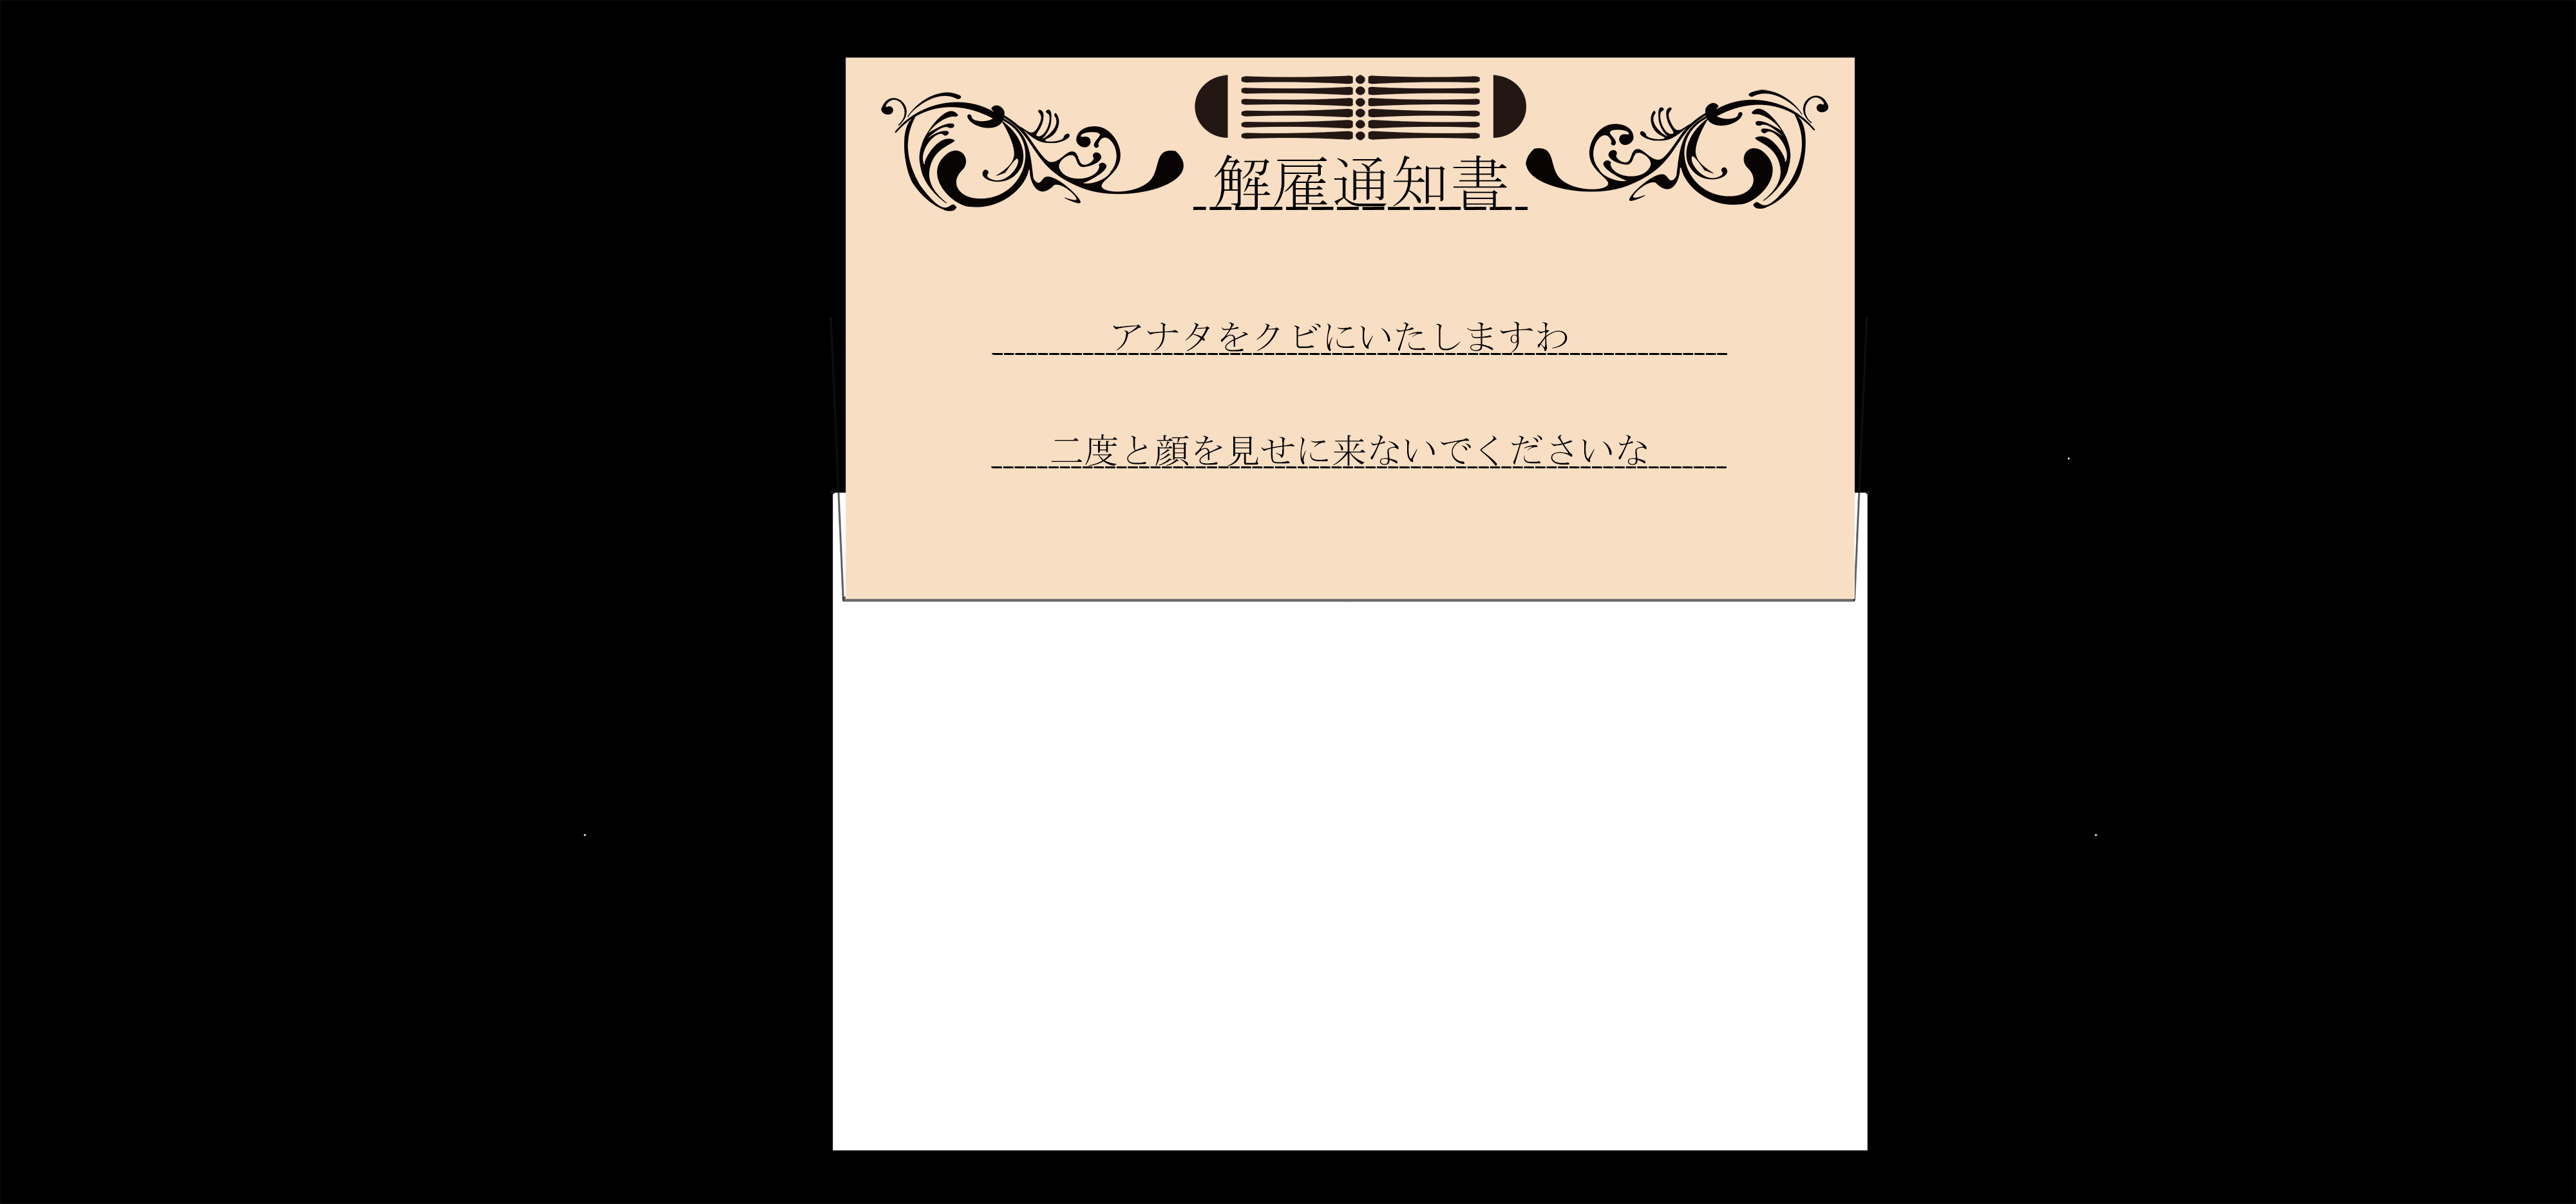 解雇通知書
アナタをクビにいたしますわ
二度と顔を見せに来ないでくださいな